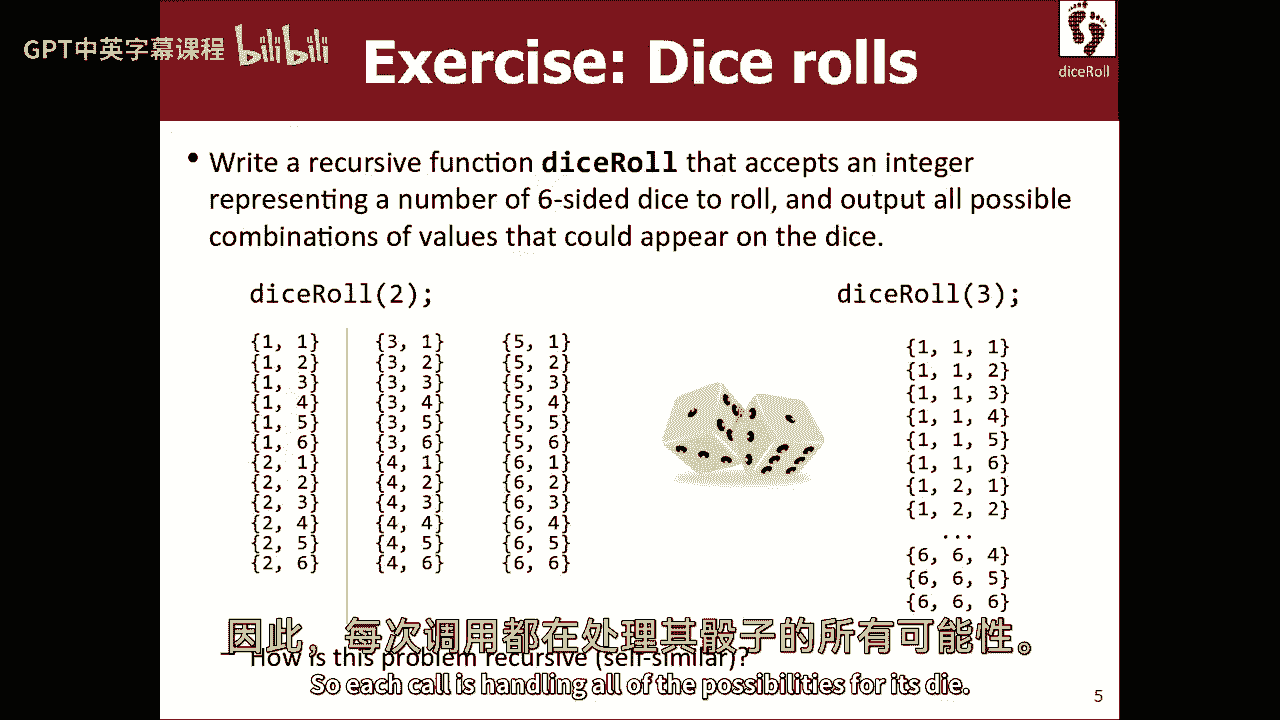 GPT中英字幕课程 bilibili
Exercise: Dice rolls
diceRoll
• Write a recursive function diceRoll that accepts an integer
representing a number of 6-sided dice to roll, and output all possible
combinations of values that could appear on the dice.
diceRoll(2);
{1, 1}
{1, 2}
{1, 3}
{1, 4}
{1, 5}
{1, 6}
{2, 1}
{2, 2}
{2, 3}
{2, 4}
{2, 5}
{2, 6}
{3, 1}
{3, 2}
{3, 3}
{3, 4}
{3, 5}
{3, 6}
{4, 1}
{4, 2}
{4, 3}
{4, 4}
{4, 5}
{4, 6}
{5, 1}
{5, 2}
{5, 3}
{5, 4}
{5, 5}
{5, 6}
{6, 1}
{6, 2}
{6, 3}
{6, 4}
{6, 5}
{6, 6}
diceRoll(3);
{1, 1, 1}
{1, 1, 2}
{1, 1, 3}
{1, 1, 4}
{1, 1, 5}
{1, 1, 6}
{1, 2, 1}
{1, 2, 2}
...
{6, 6, 4}
{6, 6, 5}
{6, 6, 6}
因此，每次调用都在处理其骰子的所有可能性。
How is this problem recursive (self-similar)?
So each call is handling all of the possibilities for its die.
5